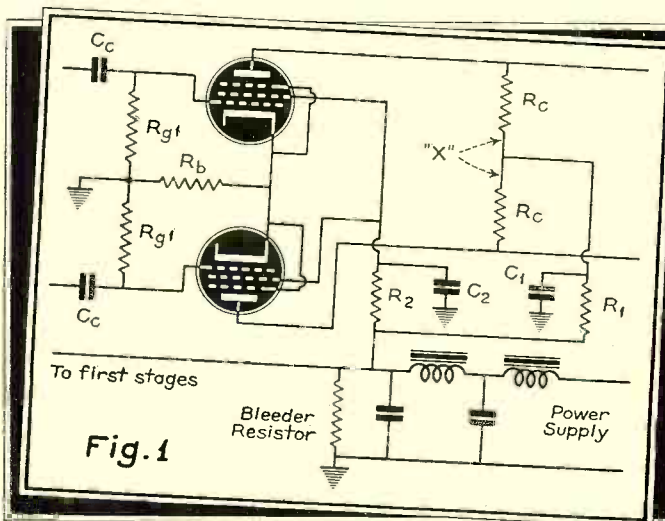 Cc
Rg1
Rb
Rg1
Cc
Rc
"X"
Rc
R2
C2
C1
R1
To first stages
Bleeder
Resistor
Power
Supply
Fig.1